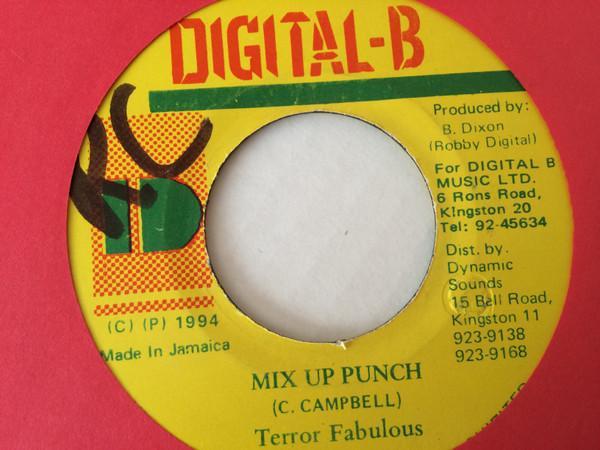 DIGITAL-B
RC
Produced by:
B. Dixon
(Robby Digital)
For DIGITAL B
MUSIC LTD.
6 Rons Road,
Kingston 20
Tel: 92-45634
Dist. by.
Dynamic
Sounds
15 Bell Road,
Kingston 11
923-9138
923-9168
(C) (P) 1994
Made In Jamaica
MIX UP PUNCH
(C. CAMPBELL)
Terror Fabulous